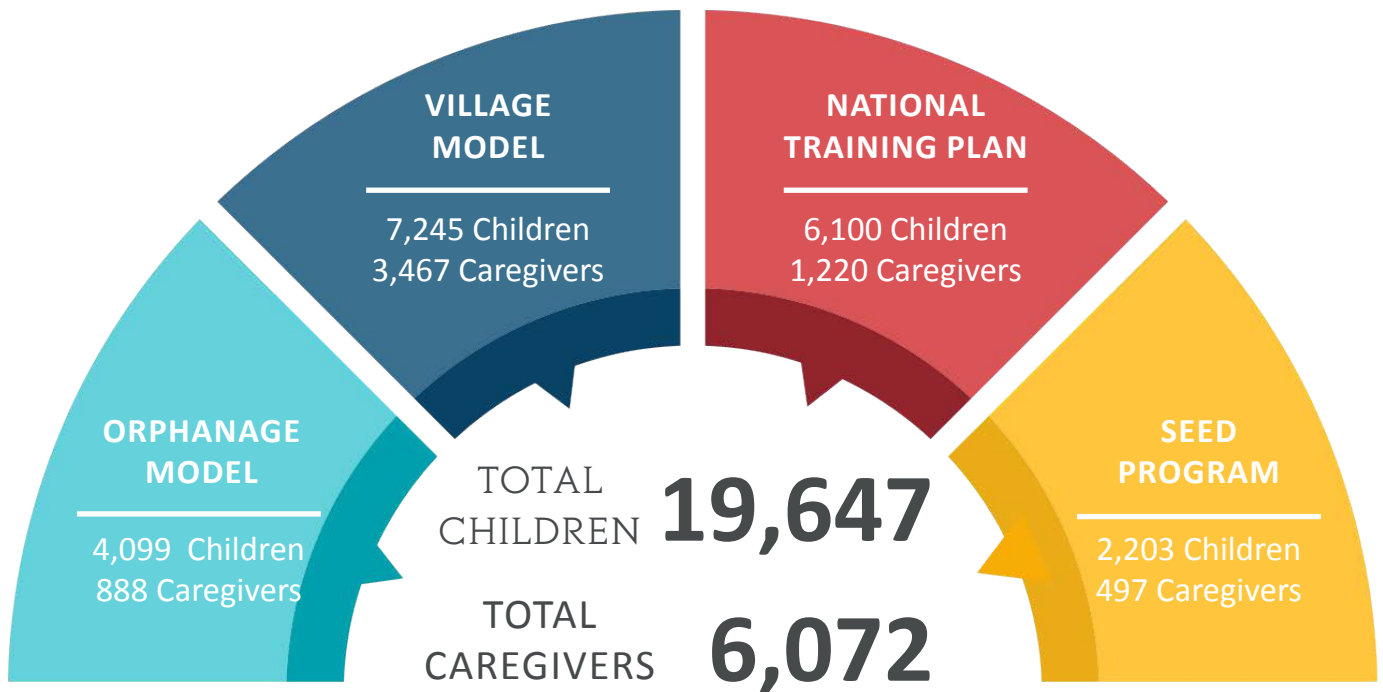 VILLAGE
MODEL
7,245 Children
3,467 Caregivers
NATIONAL
TRAINING PLAN
6,100 Children
1,220 Caregivers
ORPHANAGE
MODEL
4,099 Children
888 Caregivers
SEED
PROGRAM
2,203 Children
497 Caregivers
TOTAL
CHILDREN 19,647
TOTAL
CAREGIVERS 6,072